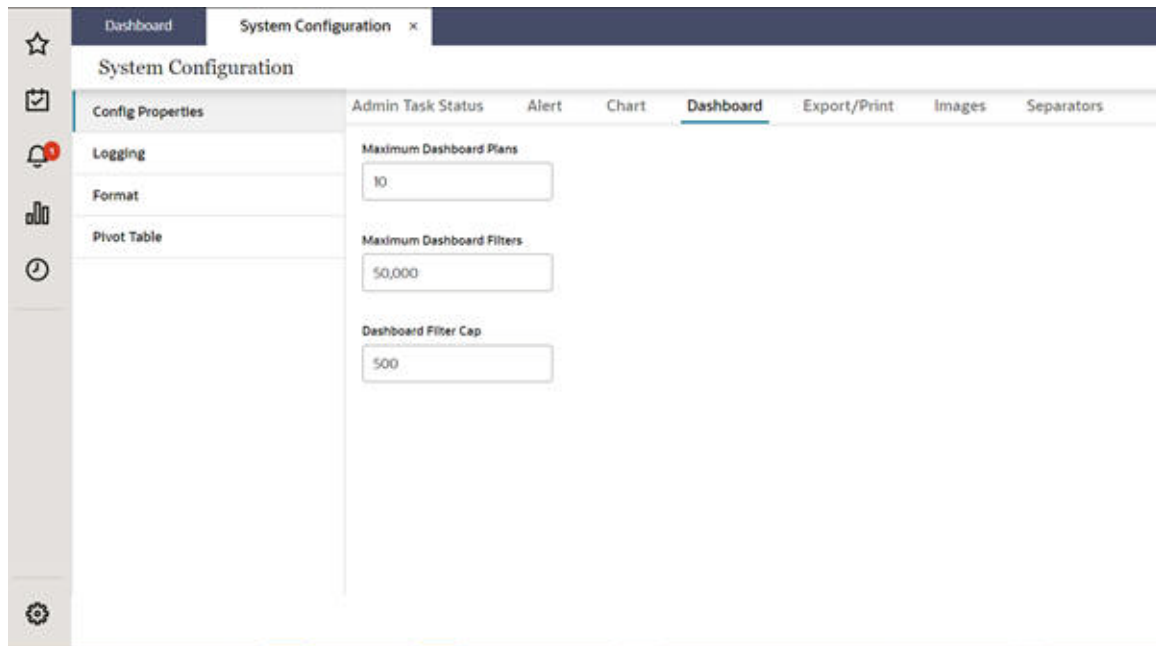 Dashboard
System Configuration ×
System Configuration
Config Properties
Logging
Format
Pivot Table
Admin Task Status Alert Chart Dashboard Export/Print Images Separators
Maximum Dashboard Plans
10
Maximum Dashboard Filters
50,000
Dashboard Filter Cap
500